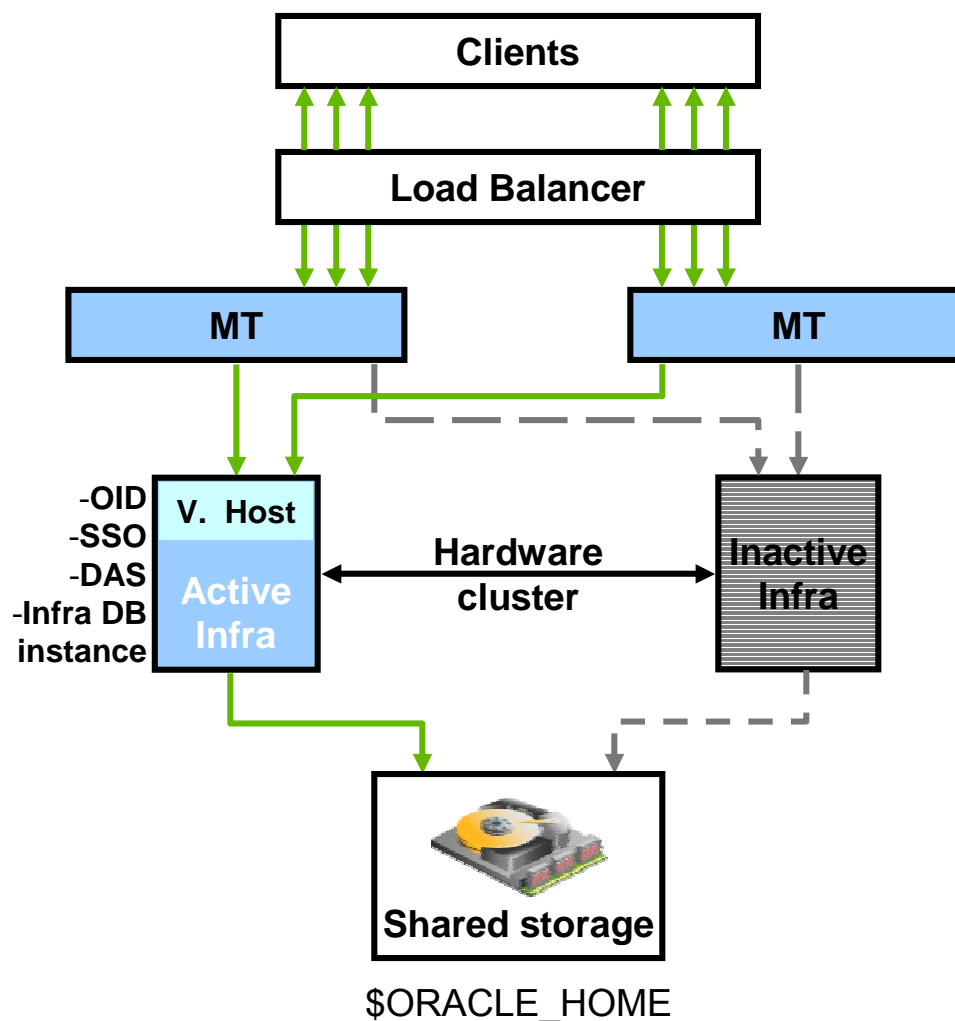 Clients
Load Balancer
MT
MT
-OID
-SSO
-DAS
-Infra DB
instance
V. Host
Active
Infra
Hardware
cluster
Inactive
Infra
Shared storage
$ORACLE_HOME